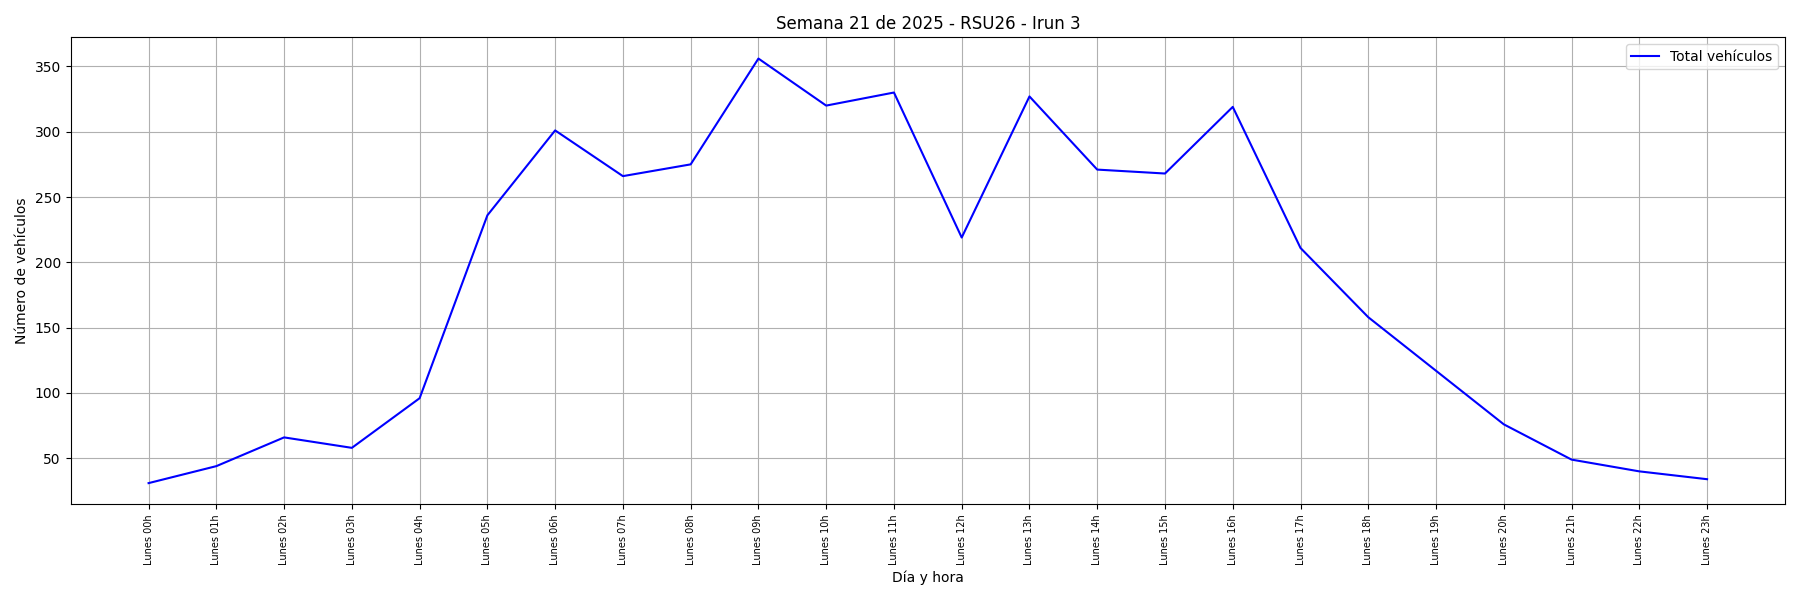 Semana 21 de 2025 - RSU26 - Irun 3
Total vehículos
Número de vehículos
350
300
250
200
150
100
50
Lunes 00h
Lunes 01h
Lunes 02h
Lunes 03h
Lunes 04h
Lunes 05h
Lunes 06h
Lunes 07h
Lunes 08h
Lunes 09h
Lunes 10h
Lunes 11h
Lunes 12h
Lunes 13h
Lunes 14h
Lunes 15h
Lunes 16h
Lunes 17h
Lunes 18h
Lunes 19h
Lunes 20h
Lunes 21h
Lunes 22h
Lunes 23h
Día y hora